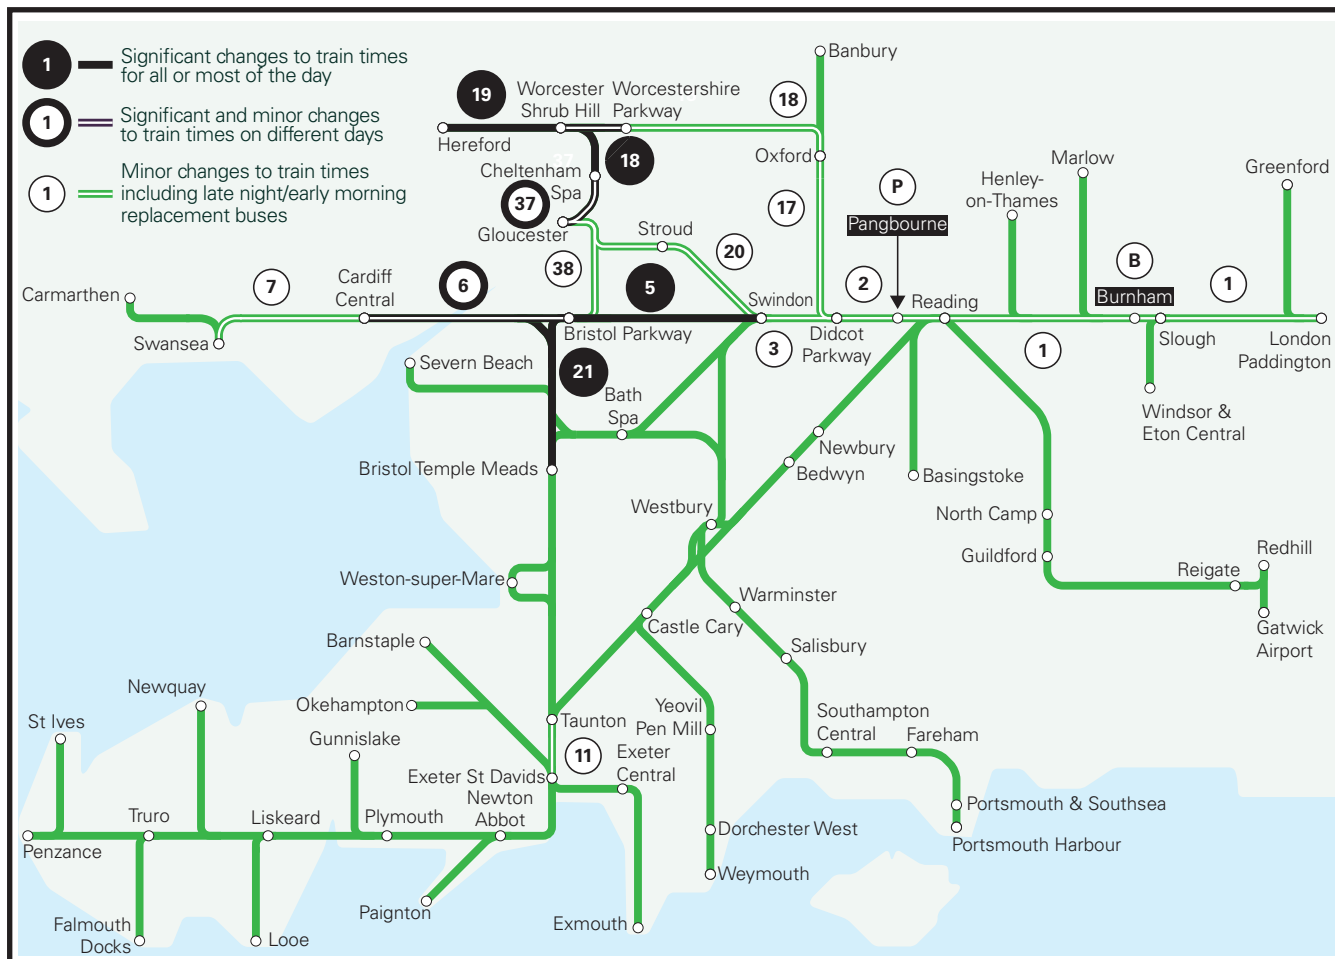 1
Significant changes to train times
for all or most of the day
1
Significant and minor changes
to train times on different days
1
Minor changes to train times
including late night/early morning
replacement buses
Banbury
19
Worcester
Shrub Hill
Worcestershire
Parkway
18
Hereford
37
18
Oxford
Marlow
Greenford
Cheltenham
Spa
P
Henley-
on-Thames
37
17
Pangbourne
Gloucester
Stroud
20
38
B
Carmarthen
7
Cardiff
Central
6
5
Swindon
2
Reading
Burnham
1
Swansea
Bristol Parkway
3
Didcot
Parkway
1
Slough
London
Paddington
Severn Beach
21
Bath
Spa
Windsor &
Eton Central
Newbury
Bristol Temple Meads
Bedwyn
Basingstoke
Westbury
North Camp
Guildford
Redhill
Weston-super-Mare
Reigate
Warminster
Castle Cary
Gatwick
Airport
Barnstaple
Salisbury
Newquay
Okehampton
Yeovil
Pen Mill
St Ives
Taunton
Southampton
Central
Fareham
Gunnislake
11
Exeter
Central
Exeter St Davids
Newton
Abbot
Portsmouth & Southsea
Truro
Liskeard
Plymouth
Dorchester West
Penzance
Portsmouth Harbour
Weymouth
Paignton
Falmouth
Docks
Looe
Exmouth